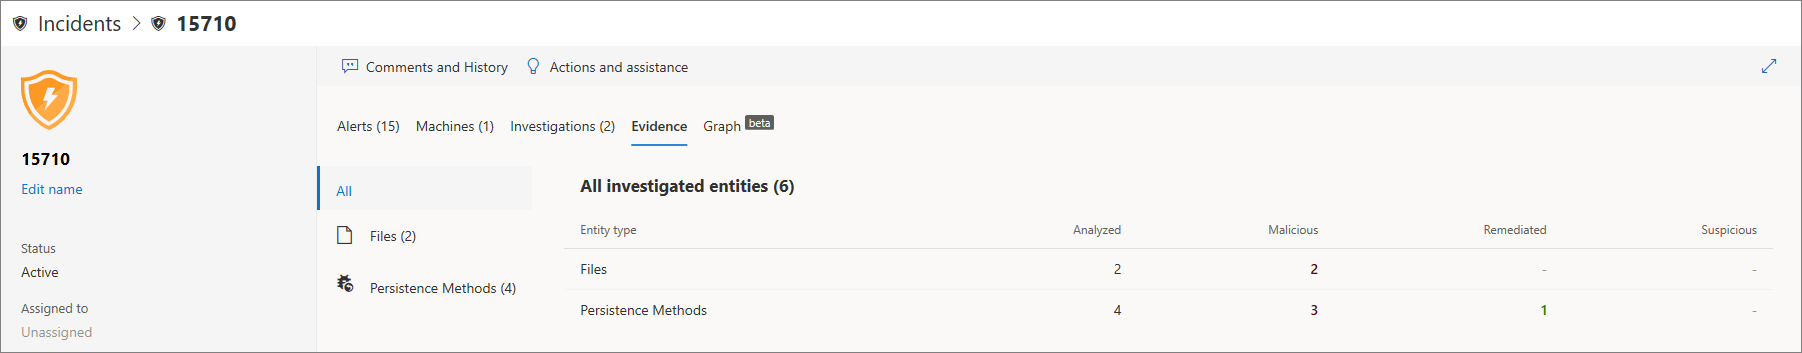 Incidents > 15710
Comments and History Actions and assistance
Alerts (15) Machines (1) Investigations (2) Evidence Graph beta
15710
Edit name
Status
Active
Assigned to
Unassigned
All
Files (2)
Persistence Methods (4)
All investigated entities (6)
Entity type Analyzed Malicious Remediated Suspicious
Files 2 2 - -
Persistence Methods 4 3 1 -